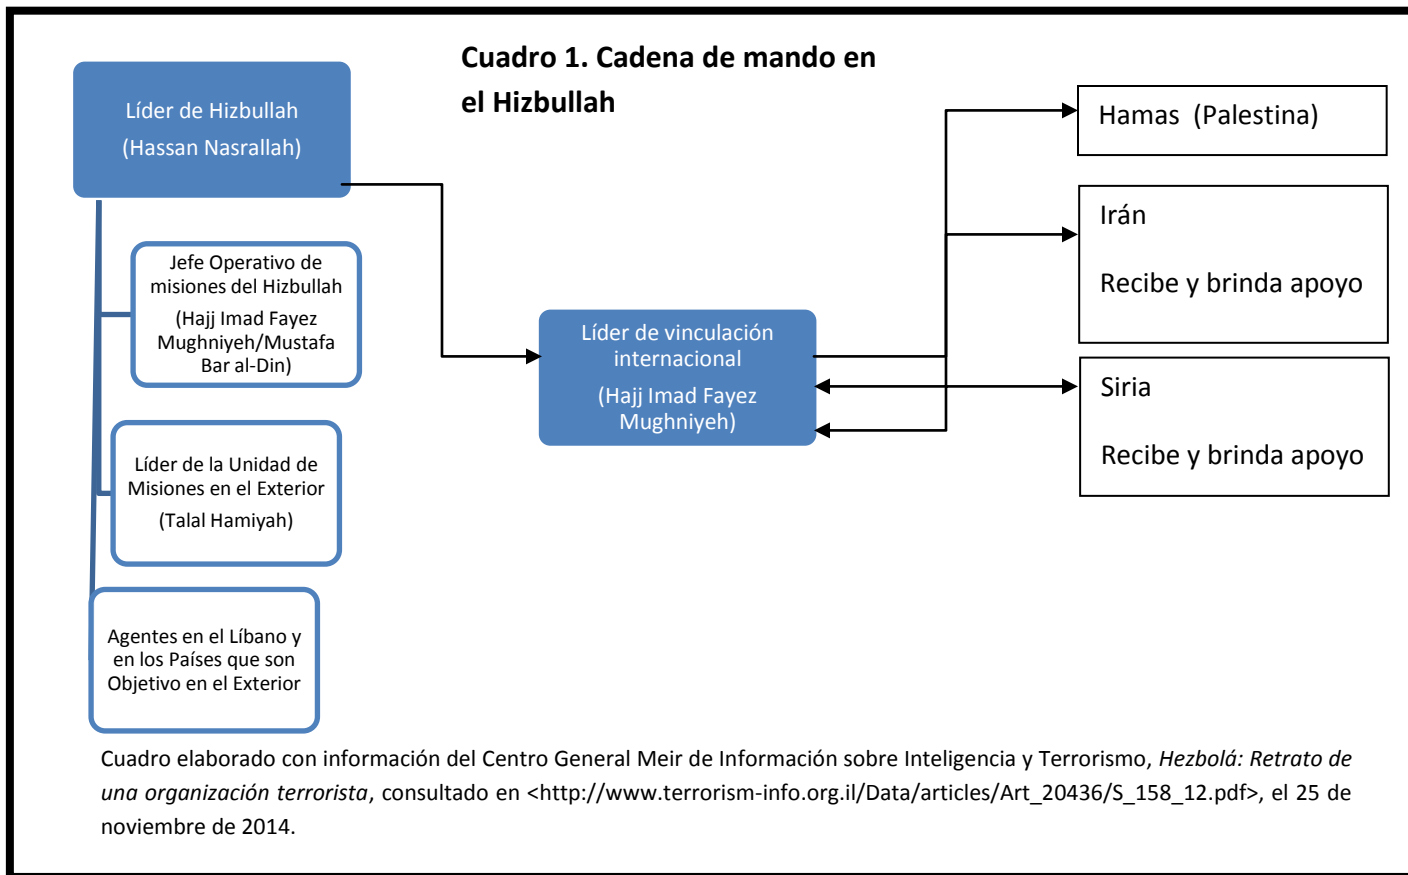 Cuadro 1. Cadena de mando en
el Hizbullah
Líder de Hizbullah
(Hassan Nasrallah)
Jefe Operativo de
misiones del Hizbullah
(Hajj Imad Fayez
Mughniyeh/Mustafa
Bar al-Din)
Líder de la Unidad de
Misiones en el Exterior
(Talal Hamiyah)
Agentes en el Líbano y
en los Países que son
Objetivo en el Exterior
Líder de vinculación
internacional
(Hajj Imad Fayez
Mughniyeh)
Hamas (Palestina)
Irán
Recibe y brinda apoyo
Siria
Recibe y brinda apoyo
Cuadro elaborado con información del Centro General Meir de Información sobre Inteligencia y Terrorismo, Hezbolá: Retrato de
una organización terrorista, consultado en <http://www.terrorism-info.org.il/Data/articles/Art_20436/S_158_12.pdf>, el 25 de
noviembre de 2014.